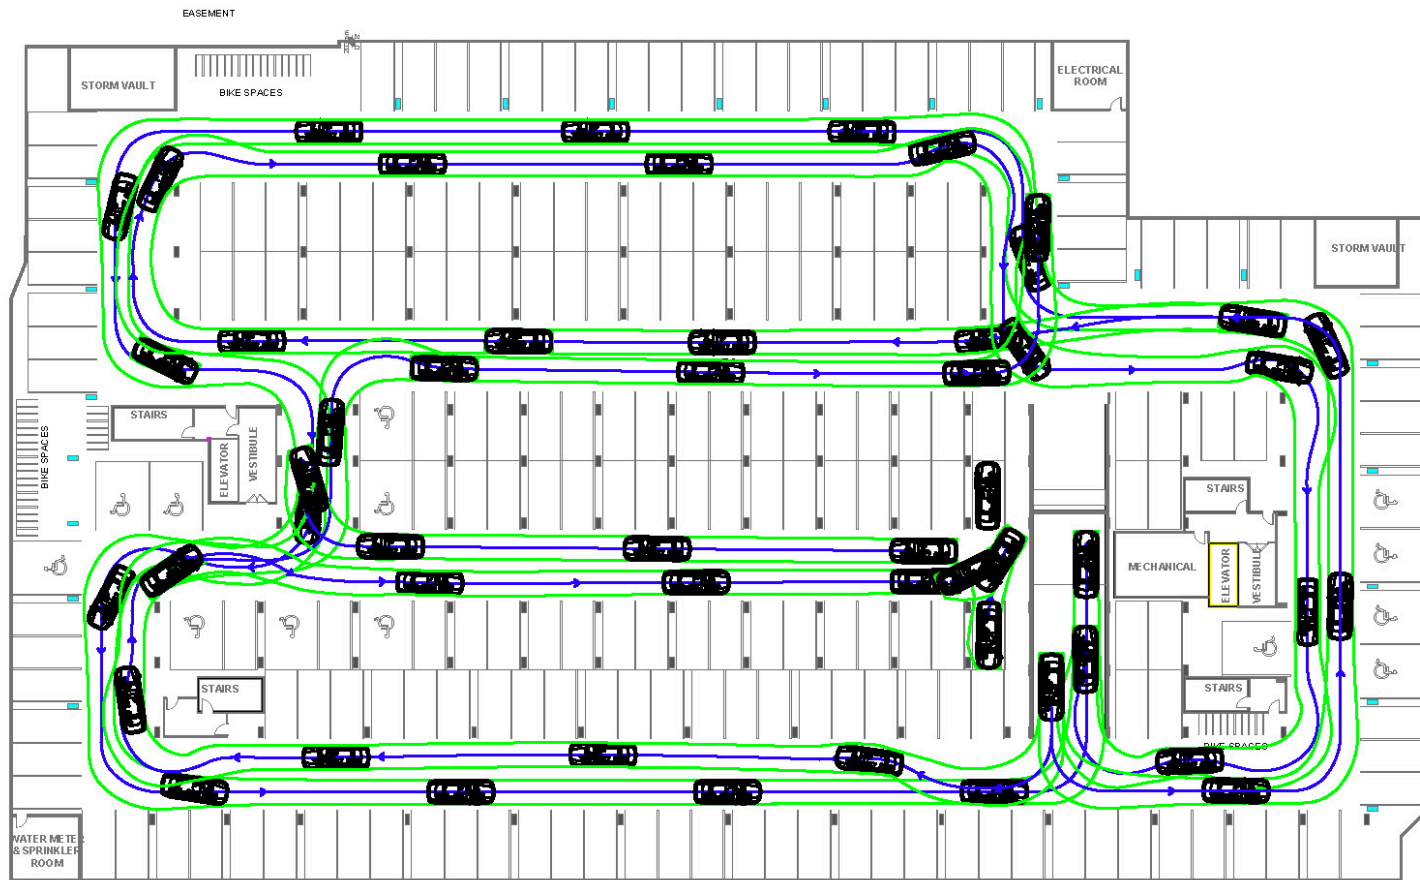 EASEMENT
STORM VAULT
BIKE SPACES
ELECTRICAL
ROOM
STORM VAULT
STAIRS
ELEVATOR
VESTIBULE
BIKE SPACES
STAIRS
MECHANICAL
ELEVATOR
VESTIBULE
STAIRS
STAIRS
BIKE SPACES
WATER METER
& SPRINKLER
ROOM